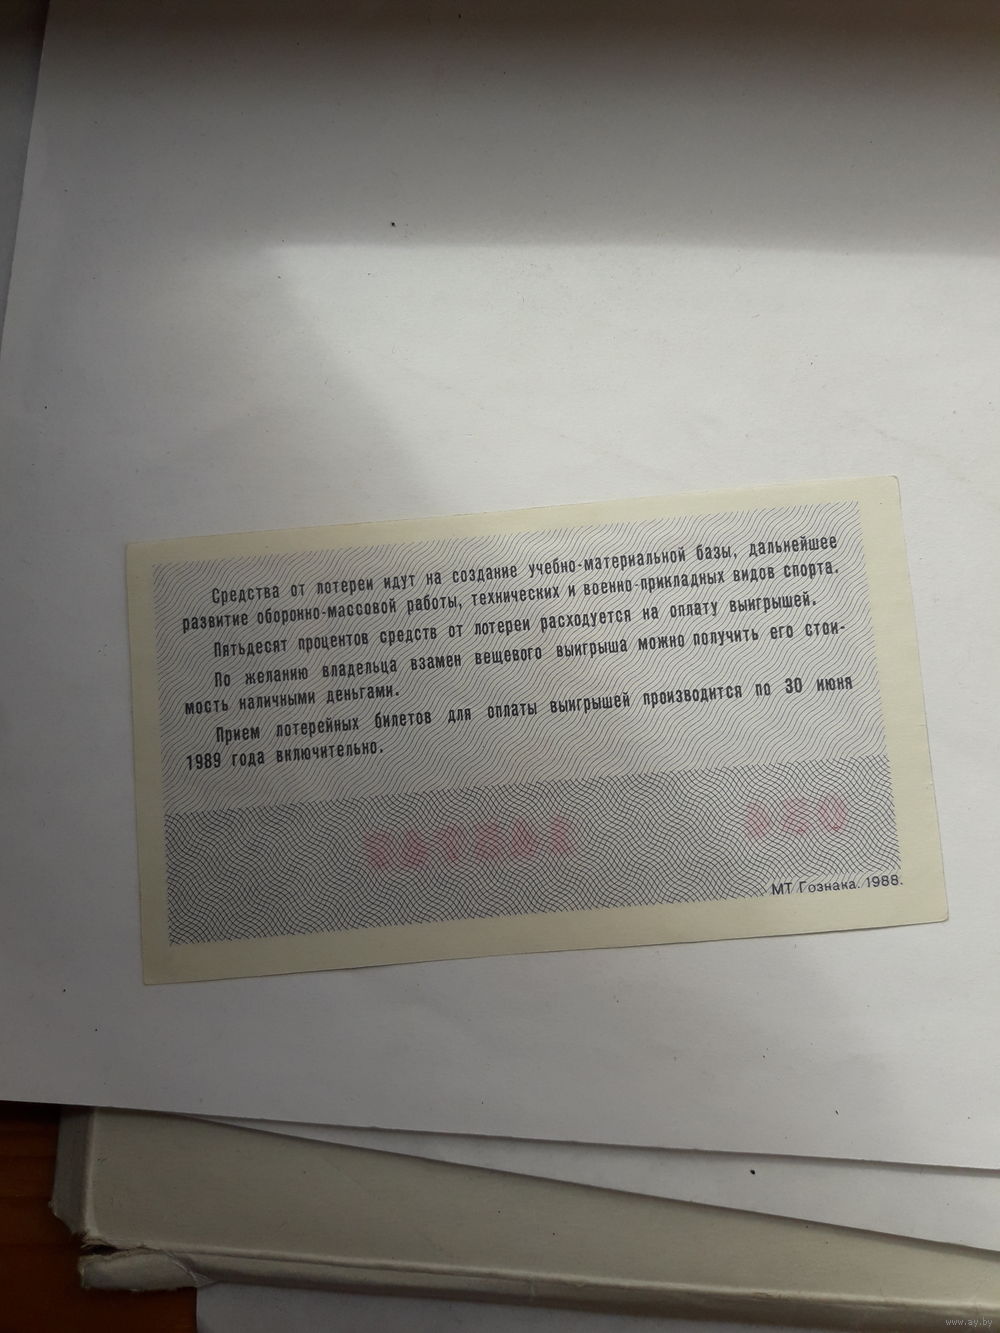 Средства от лотереи идут на создание учебно-материальной базы, дальнейшее
развитие оборонно-массовой работы, технических и военно-прикладных видов спорта.
Пятьдесят процентов средств от лотереи расходуется на оплату выигрышей.
По желанию владельца взамен вещевого выигрыша можно получить его стои-
мость наличными деньгами.
Прием лотерейных билетов для оплаты выигрышей производится по 30 июня
1989 года включительно.
МТ Гознака. 1988.
www.ay.by